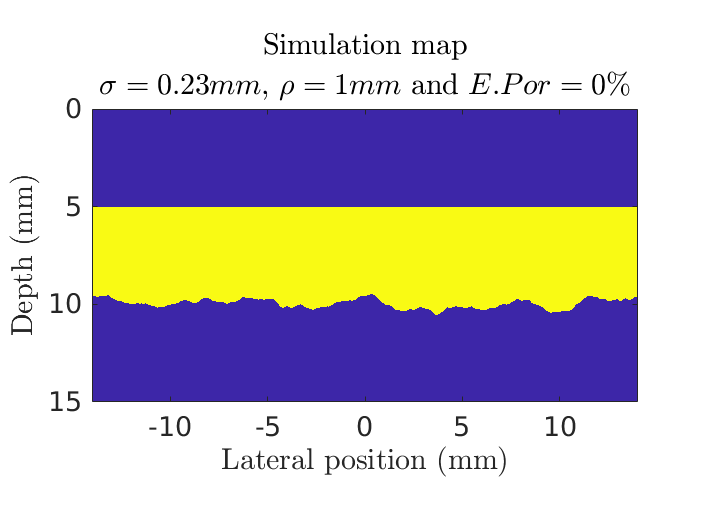 Simulation map
σ = 0.23mm, ρ = 1mm and E.Por = 0%
0
5
10
15
Depth (mm)
-10 -5 0 5 10
Lateral position (mm)